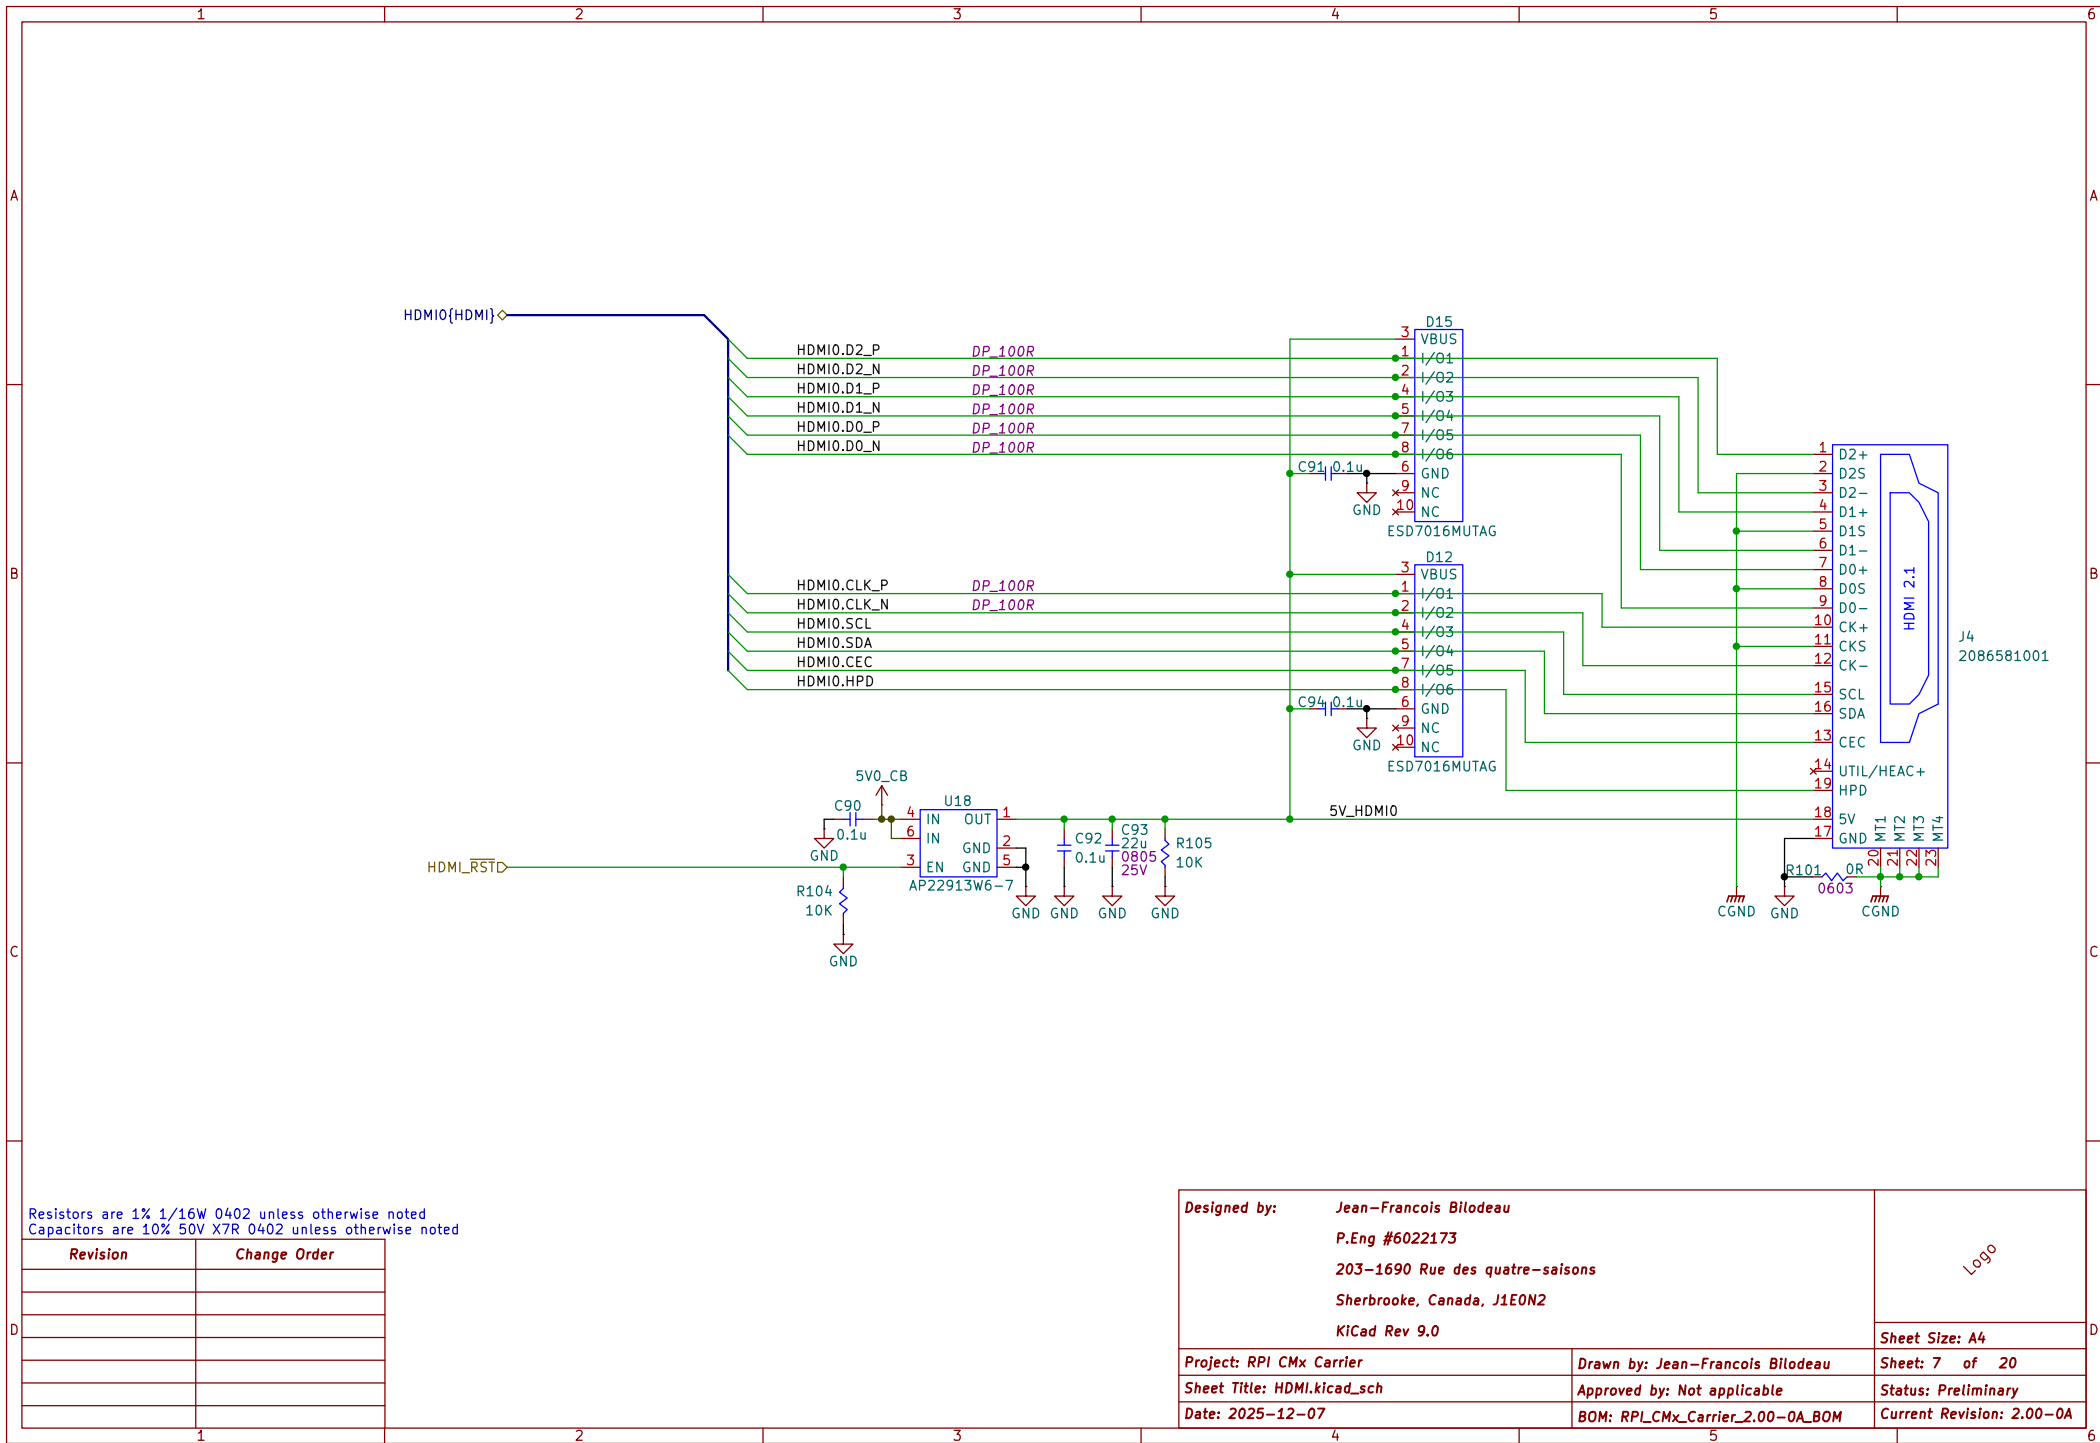 1 2 3 4 5 6
A A
B B
C C
D D
HDMI0{HDMI}
HDMI0.D2_P DP_100R
HDMI0.D2_N DP_100R
HDMI0.D1_P DP_100R
HDMI0.D1_N DP_100R
HDMI0.D0_P DP_100R
HDMI0.D0_N DP_100R
D15
3 VBUS
1 I/O1
2 I/O2
4 I/O3
5 I/O4
7 I/O5
8 I/O6
6 GND
9 NC
10 NC
ESD7016MUTAG
C91 0.1u
GND
HDMI0.CLK_P DP_100R
HDMI0.CLK_N DP_100R
HDMI0.SCL
HDMI0.SDA
HDMI0.CEC
HDMI0.HPD
D12
3 VBUS
1 I/O1
2 I/O2
4 I/O3
5 I/O4
7 I/O5
8 I/O6
6 GND
9 NC
10 NC
ESD7016MUTAG
C94 0.1u
GND
1 D2+
2 D2S
3 D2-
4 D1+
5 D1S
6 D1-
7 D0+
8 D0S
9 D0-
10 CK+
11 CKS
12 CK-
15 SCL
16 SDA
13 CEC
14 UTIL/HEAC+
19 HPD
18 5V
17 GND
HDMI 2.1
MT1 MT2 MT3 MT4
20 21 22 23
J4
2086581001
R101 0R
0603
CGND GND CGND
5V0_CB
C90
0.1u
GND
U18
4 IN OUT 1
6 IN
GND 2
3 EN GND 5
AP22913W6-7
HDMI_RST
R104
10K
GND
GND
C92
0.1u
GND
C93
22u
0805
25V
GND
R105
10K
GND
5V_HDMI0
Resistors are 1% 1/16W 0402 unless otherwise noted
Capacitors are 10% 50V X7R 0402 unless otherwise noted
Revision Change Order
Designed by: Jean-Francois Bilodeau
P.Eng #6022173
203-1690 Rue des quatre-saisons
Sherbrooke, Canada, J1E0N2
KiCad Rev 9.0
Logo
Sheet Size: A4
Project: RPI CMx Carrier
Drawn by: Jean-Francois Bilodeau
Sheet: 7 of 20
Sheet Title: HDMI.kicad_sch
Approved by: Not applicable
Status: Preliminary
Date: 2025-12-07
BOM: RPI_CMx_Carrier_2.00-0A_BOM
Current Revision: 2.00-0A
1 2 3 4 5 6